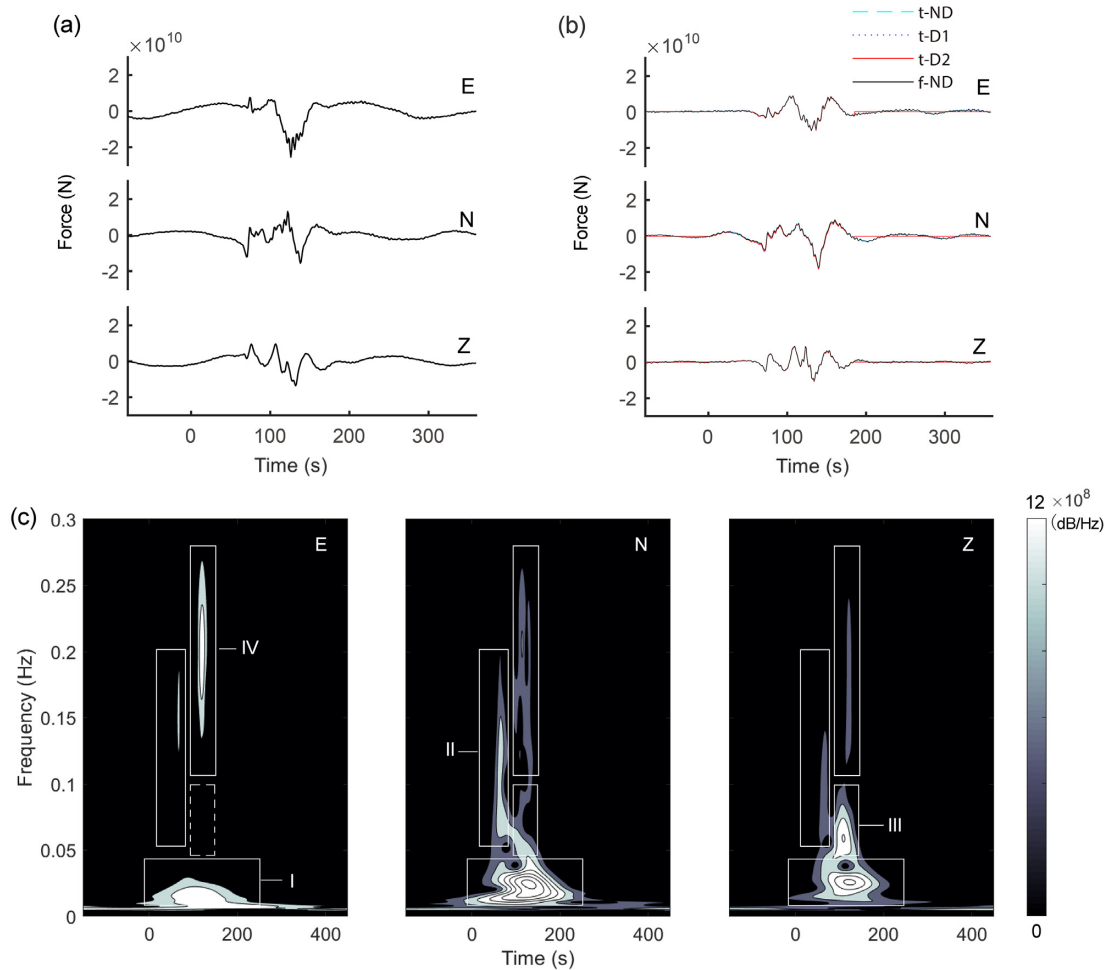 (a)
×10^10
2
0
-2
E
2
0
-2
N
2
0
-2
Z
Force (N)
0 100 200 300
Time (s)
(b)
t-ND
t-D1
t-D2
f-ND
×10^10
2
0
-2
E
2
0
-2
N
2
0
-2
Z
Force (N)
0 100 200 300
Time (s)
(c)
0.3
0.25
0.2
0.15
0.1
0.05
0
Frequency (Hz)
E
IV
I
0 200 400
N
II
0 200 400
Time (s)
Z
III
0 200 400
12 ×10^8
(dB/Hz)
0